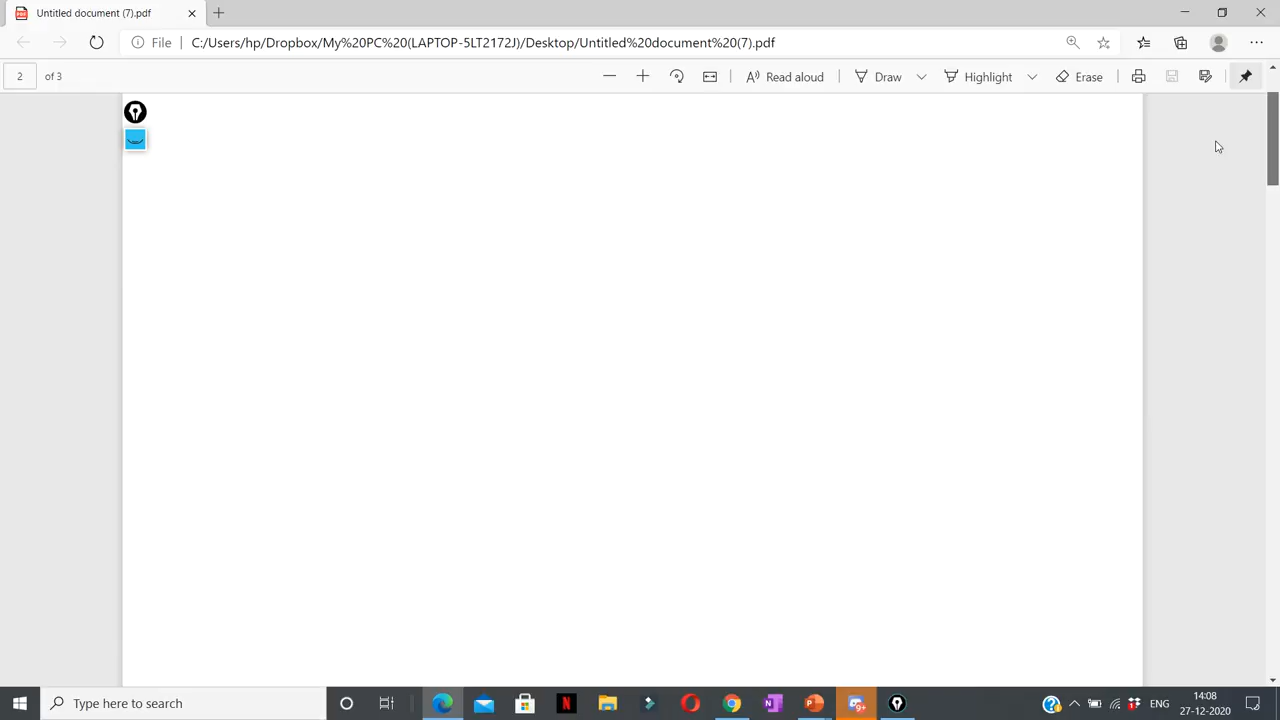 Untitled document (7).pdf
File | C:/Users/hp/Dropbox/My%20PC%20(LAPTOP-5LT2172J)/Desktop/Untitled%20document%20(7).pdf
2 of 3 Read aloud Draw Highlight Erase
Type here to search
9+
ENG
14:08
27-12-2020